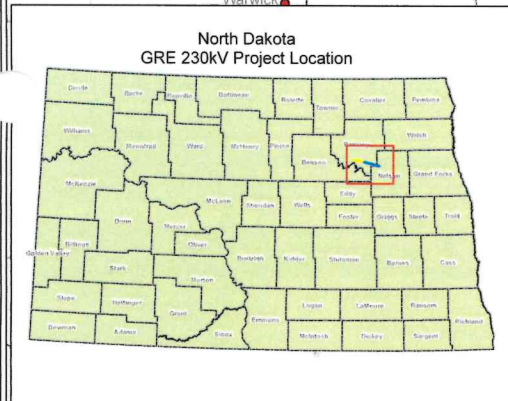 Warwick
North Dakota
GRE 230kV Project Location
Divide
Burke
Renville
Bottineau
Rolette
Towner
Cavalier
Pembina
Williams
Mountrail
Ward
McHenry
Pierce
Ramsey
Walsh
Benson
Nelson
Grand Forks
McKenzie
McLean
Sheridan
Wells
Eddy
Foster
Griggs
Steele
Traill
Dunn
Mercer
Oliver
Golden Valley
Billings
Burleigh
Kidder
Stutsman
Barnes
Cass
Stark
Morton
Slope
Hettinger
Grant
Emmons
Logan
LaMoure
Ransom
Richland
Bowman
Adams
Sioux
McIntosh
Dickey
Sargent